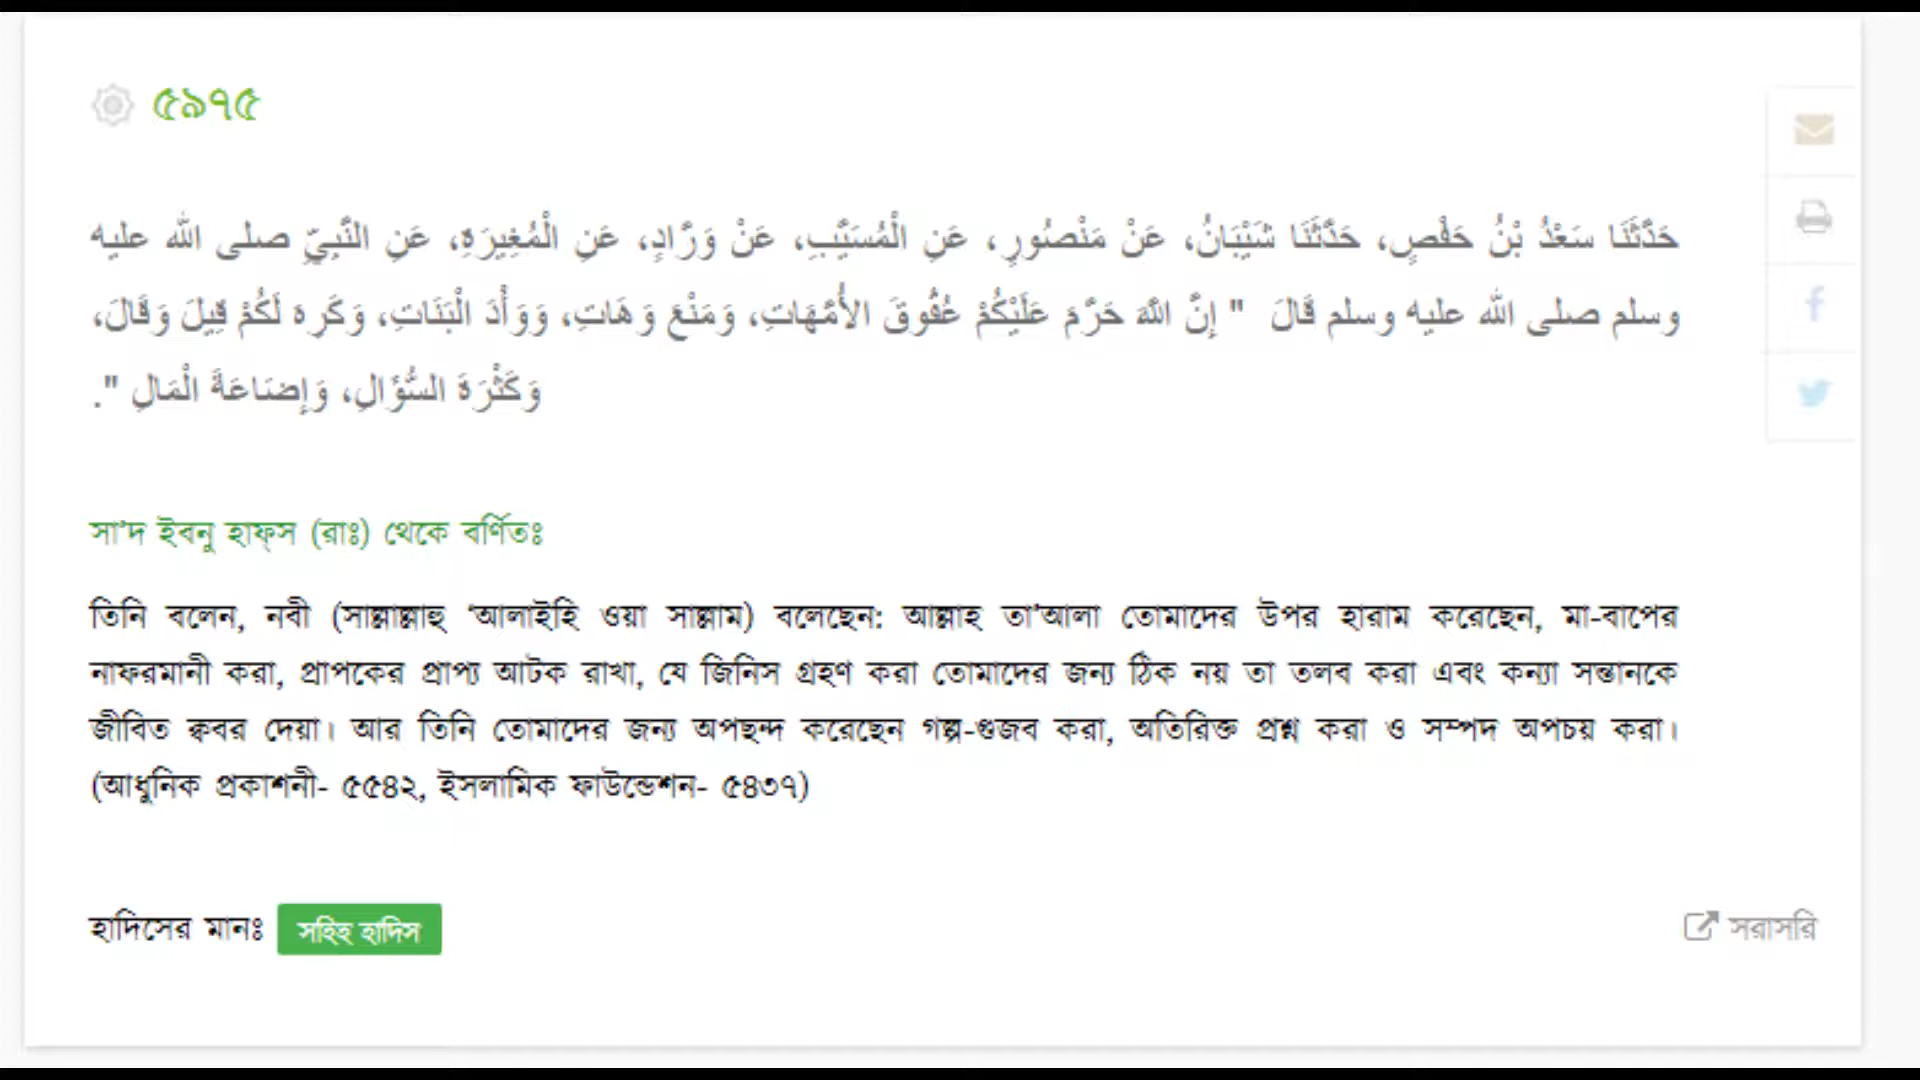 ৫৯৭৫
حَدَّثَنَا سَعْدُ بْنُ حَفْصٍ، حَدَّثَنَا شَيْبَانُ، عَنْ مَنْصُورٍ، عَنِ الْمُسَيَّبِ، عَنْ وَرَّادٍ، عَنِ الْمُغِيرَةِ، عَنِ النَّبِيِّ صلى الله عليه
وسلم صلى الله عليه وسلم قَالَ ‏ "‏ إِنَّ اللَّهَ حَرَّمَ عَلَيْكُمْ عُقُوقَ الأُمَّهَاتِ، وَمَنْعَ وَهَاتِ، وَوَأْدَ الْبَنَاتِ، وَكَرِهَ لَكُمْ قِيلَ وَقَالَ،
وَكَثْرَةَ السُّؤَالِ، وَإِضَاعَةَ الْمَالِ ‏"‏‏.‏
সা’দ ইবনু হাফ্‌স (রাঃ) থেকে বর্ণিতঃ
তিনি বলেন, নবী (সাল্লাল্লাহু ‘আলাইহি ওয়া সাল্লাম) বলেছেন: আল্লাহ তা’আলা তোমাদের উপর হারাম করেছেন, মা-বাপের
নাফরমানী করা, প্রাপকের প্রাপ্য আটক রাখা, যে জিনিস গ্রহণ করা তোমাদের জন্য ঠিক নয় তা তলব করা এবং কন্যা সন্তানকে
জীবিত ক্ববর দেয়া। আর তিনি তোমাদের জন্য অপছন্দ করেছেন গল্প-গুজব করা, অতিরিক্ত প্রশ্ন করা ও সম্পদ অপচয় করা।
(আধুনিক প্রকাশনী- ৫৫৪২, ইসলামিক ফাউন্ডেশন- ৫৪৩৭)
হাদিসের মানঃ সহিহ হাদিস
সরাসরি